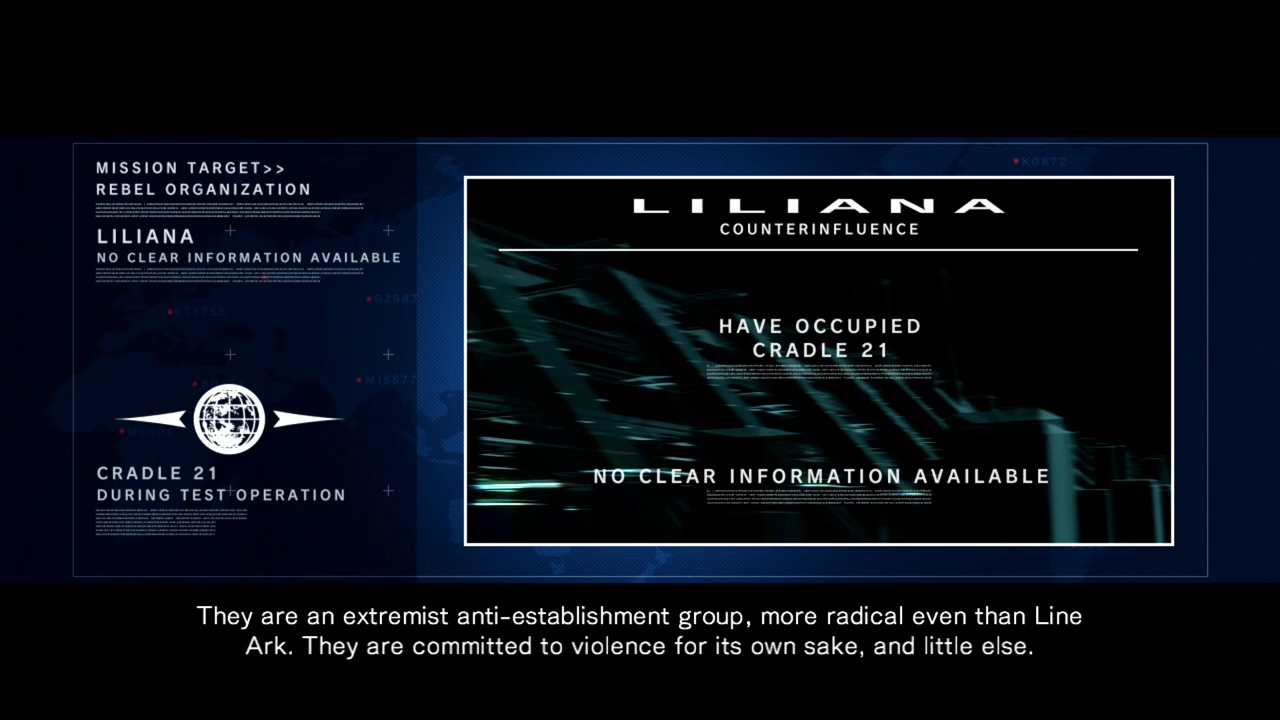 MISSION TARGET>>
REBEL ORGANIZATION
LILIANA
NO CLEAR INFORMATION AVAILABLE
CRADLE 21
DURING TEST OPERATION
KO872
LILIANA
COUNTERINFLUENCE
HAVE OCCUPIED
CRADLE 21
NO CLEAR INFORMATION AVAILABLE
They are an extremist anti-establishment group, more radical even than Line
Ark. They are committed to violence for its own sake, and little else.